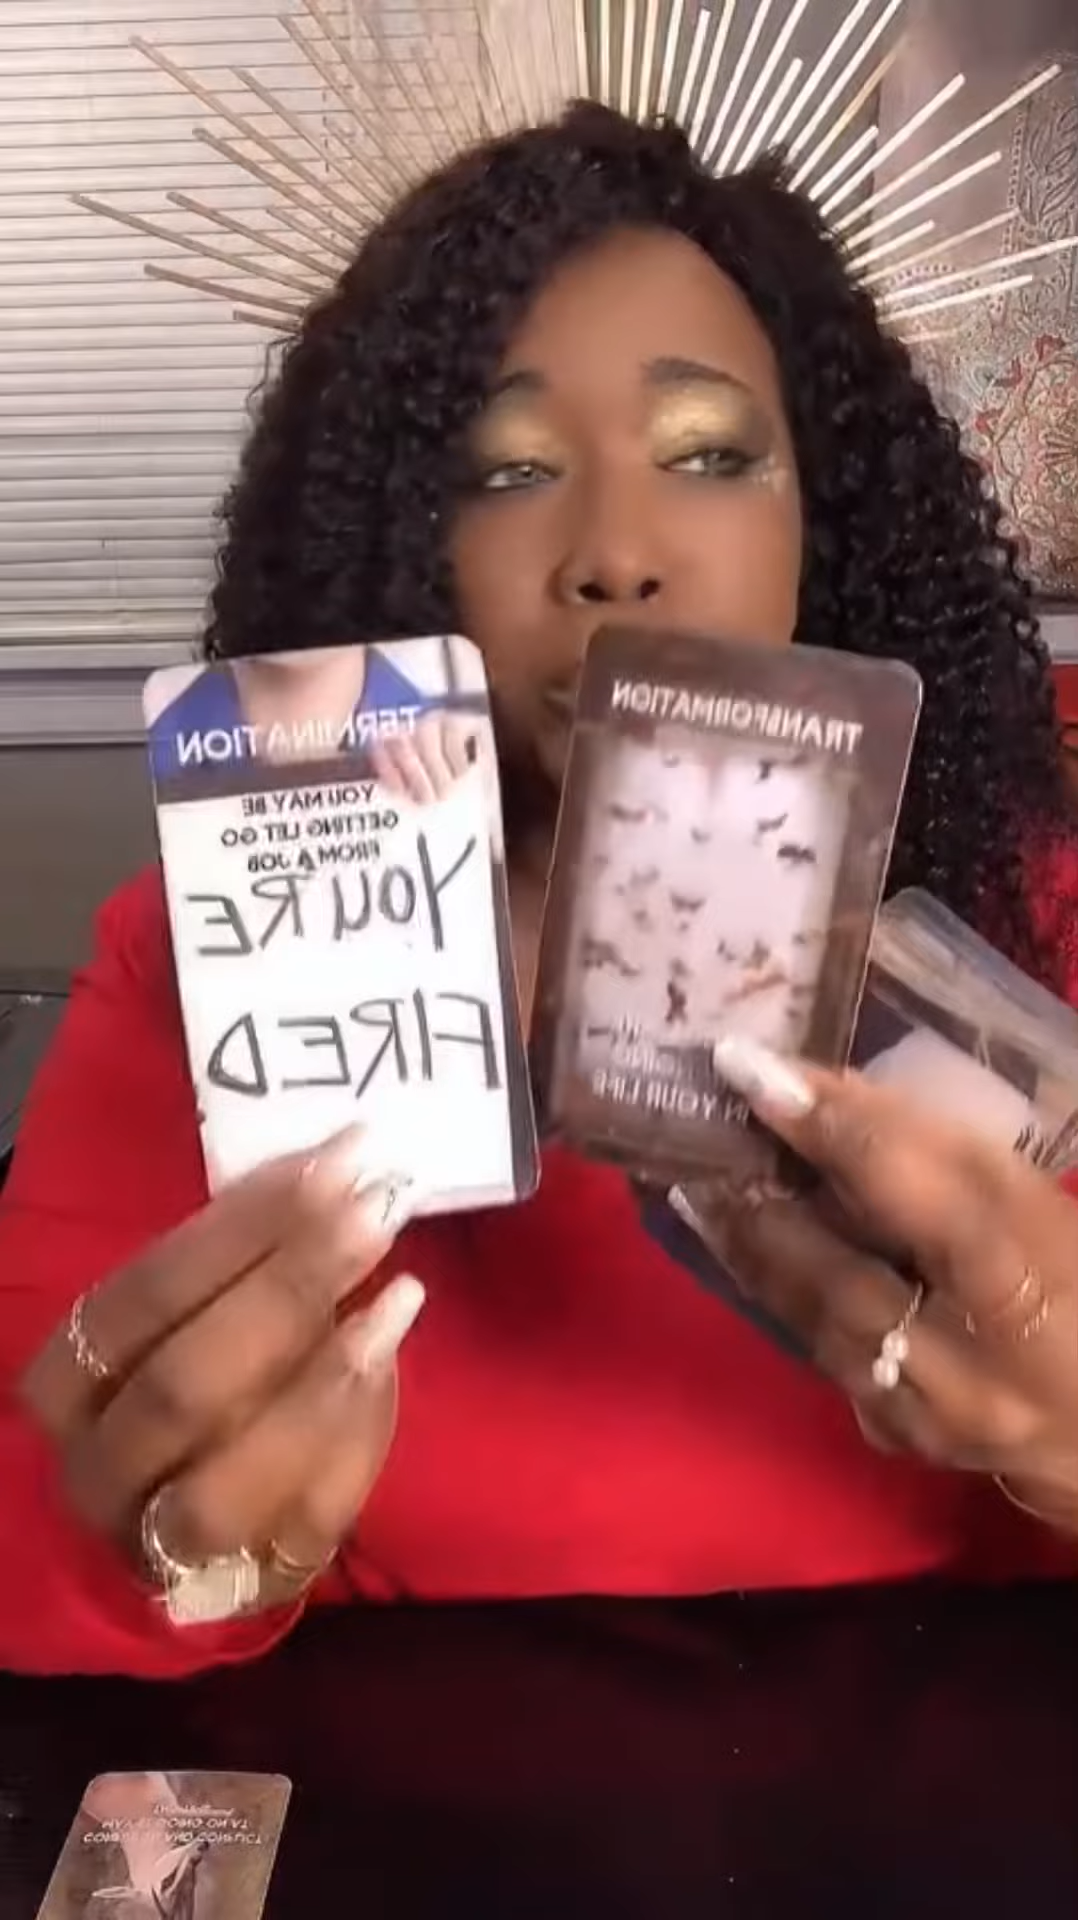 TERMINATION
YOU MAY BE
GETTING LET GO
FROM A JOB
YOU'RE
FIRED
TRANSFORMATION
IN YOUR LIFE